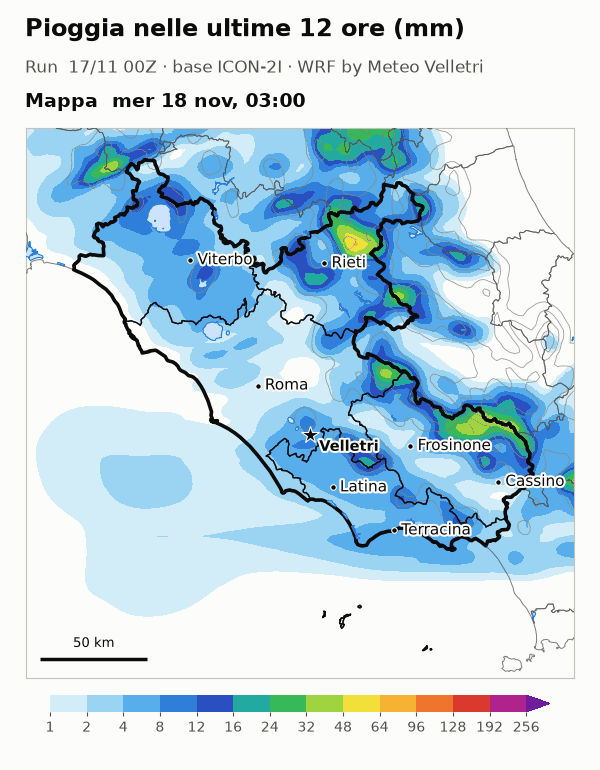 Pioggia nelle ultime 12 ore (mm)
Run  17/11 00Z · base ICON-2I · WRF by Meteo Velletri
Mappa  mer 18 nov, 03:00
Viterbo
Rieti
Roma
Velletri
Frosinone
Cassino
Latina
Terracina
50 km
1 2 4 8 12 16 24 32 48 64 96 128 192 256